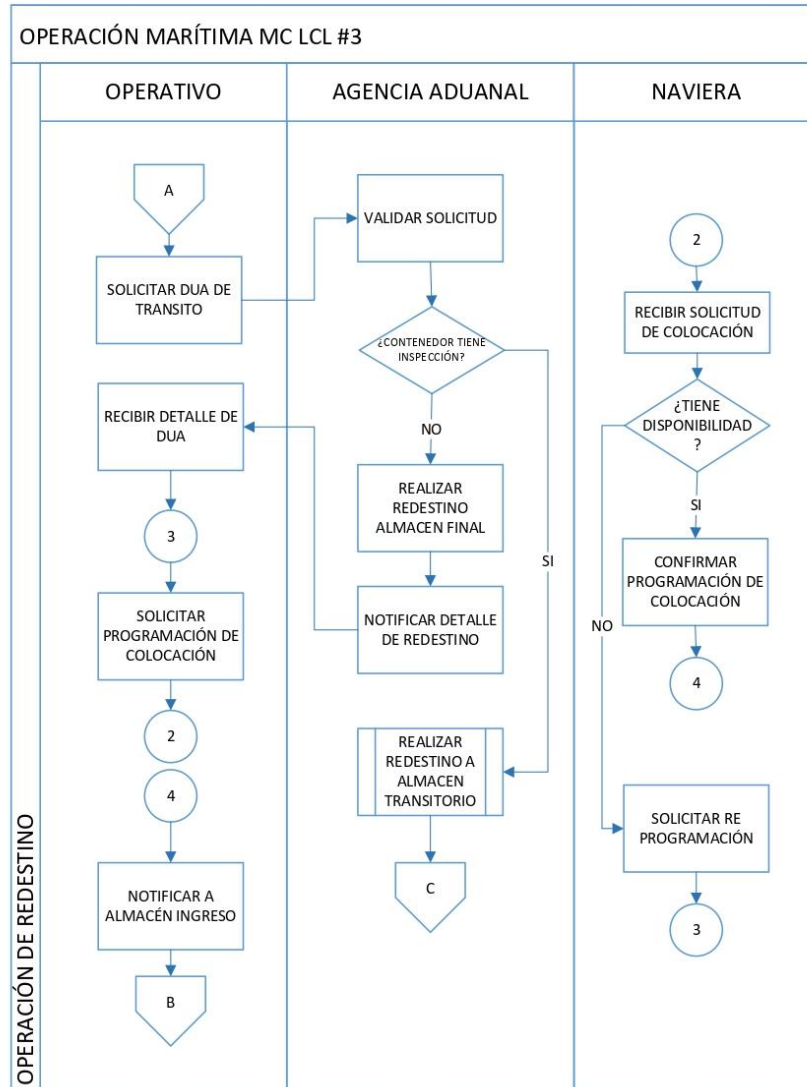 OPERACIÓN MARÍTIMA MC LCL #3
OPERACIÓN DE REDESTINO
OPERATIVO
A
SOLICITAR DUA DE
TRANSITO
RECIBIR DETALLE DE
DUA
3
SOLICITAR
PROGRAMACIÓN DE
COLOCACIÓN
2
4
NOTIFICAR A
ALMACÉN INGRESO
B
AGENCIA ADUANAL
VALIDAR SOLICITUD
¿CONTENEDOR TIENE
INSPECCIÓN?
NO
SI
REALIZAR
REDESTINO
ALMACEN FINAL
NOTIFICAR DETALLE
DE REDESTINO
REALIZAR
REDESTINO A
ALMACEN
TRANSITORIO
C
NAVIERA
2
RECIBIR SOLICITUD
DE COLOCACIÓN
¿TIENE
DISPONIBILIDAD
?
SI
NO
CONFIRMAR
PROGRAMACIÓN DE
COLOCACIÓN
4
SOLICITAR RE
PROGRAMACIÓN
3